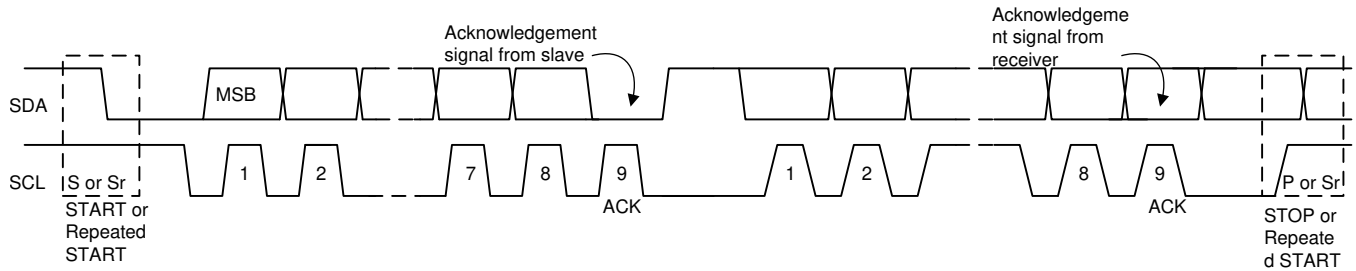 Acknowledgement
signal from slave
Acknowledgeme
nt signal from
receiver
SDA
MSB
SCL
S or Sr
1
2
7
8
9
1
2
8
9
P or Sr
ACK
ACK
START or
Repeated
START
STOP or
Repeate
d START